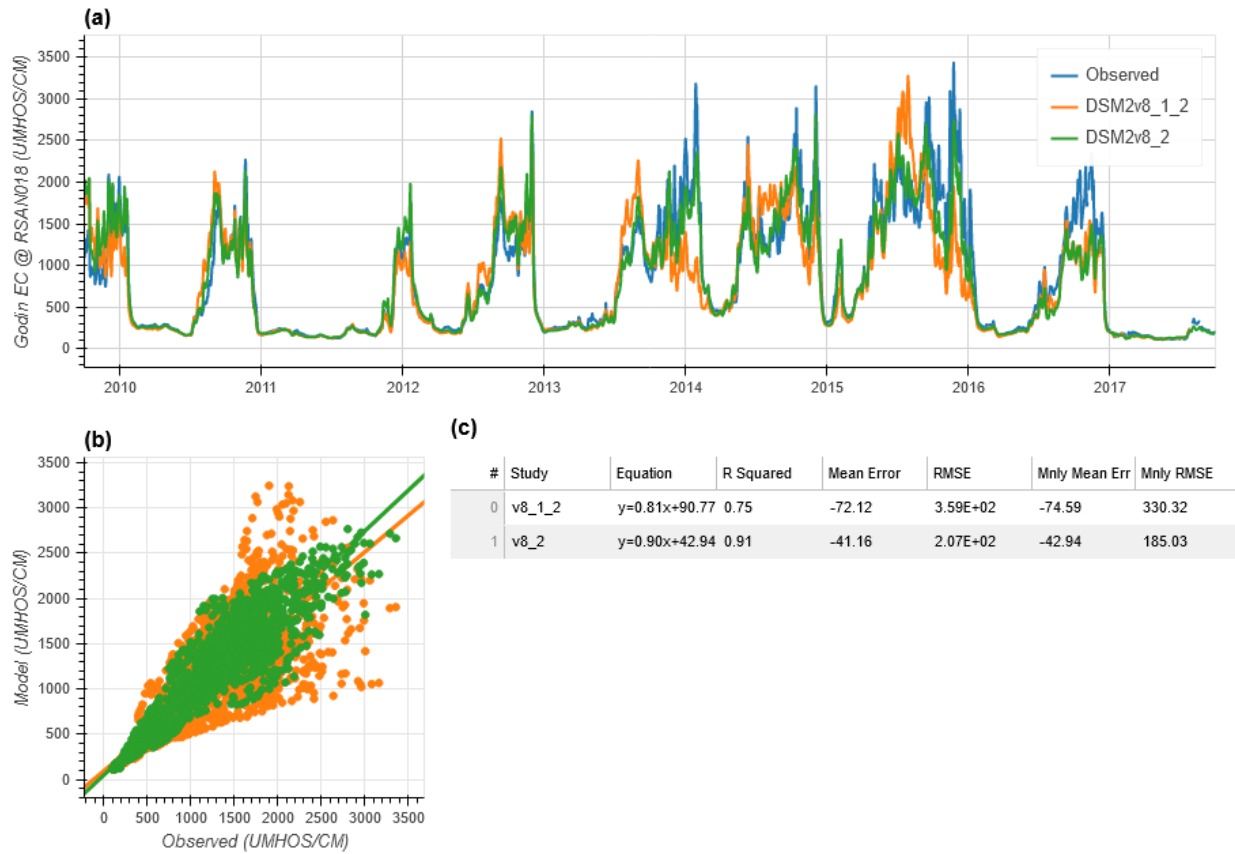 (a)
Godin EC @ RSAN018 (UMHOS/CM)
3500
3000
2500
2000
1500
1000
500
0
Observed
DSM2v8_1_2
DSM2v8_2
2010 2011 2012 2013 2014 2015 2016 2017
(b)
Model (UMHOS/CM)
3500
3000
2500
2000
1500
1000
500
0
0 500 1000 1500 2000 2500 3000 3500
Observed (UMHOS/CM)
(c)
# Study Equation R Squared Mean Error RMSE Mnly Mean Err Mnly RMSE
0 v8_1_2 y=0.81x+90.77 0.75 -72.12 3.59E+02 -74.59 330.32
1 v8_2 y=0.90x+42.94 0.91 -41.16 2.07E+02 -42.94 185.03